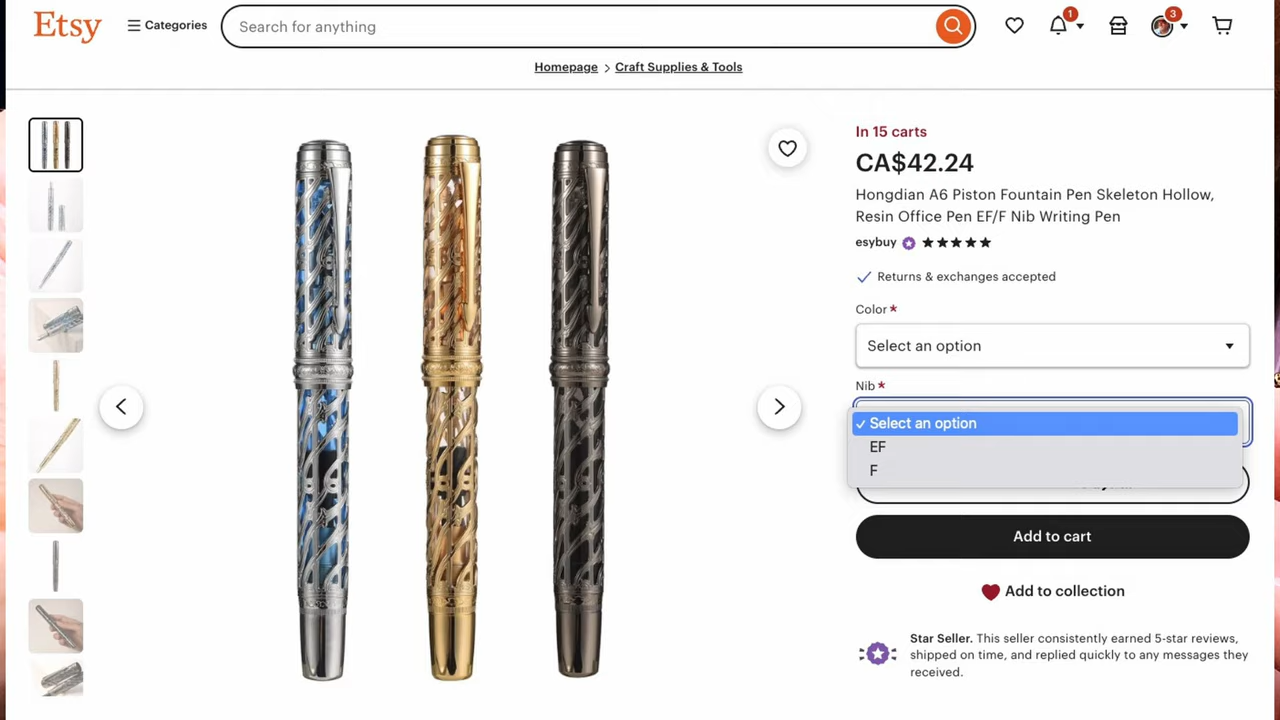 Etsy
Categories
Search for anything
1
3
Homepage > Craft Supplies & Tools
In 15 carts
CA$42.24
Hongdian A6 Piston Fountain Pen Skeleton Hollow,
Resin Office Pen EF/F Nib Writing Pen
esybuy ★★★★★
Returns & exchanges accepted
Color *
Select an option
Nib *
✓ Select an option
EF
F
Add to cart
Add to collection
Star Seller. This seller consistently earned 5-star reviews,
shipped on time, and replied quickly to any messages they
received.